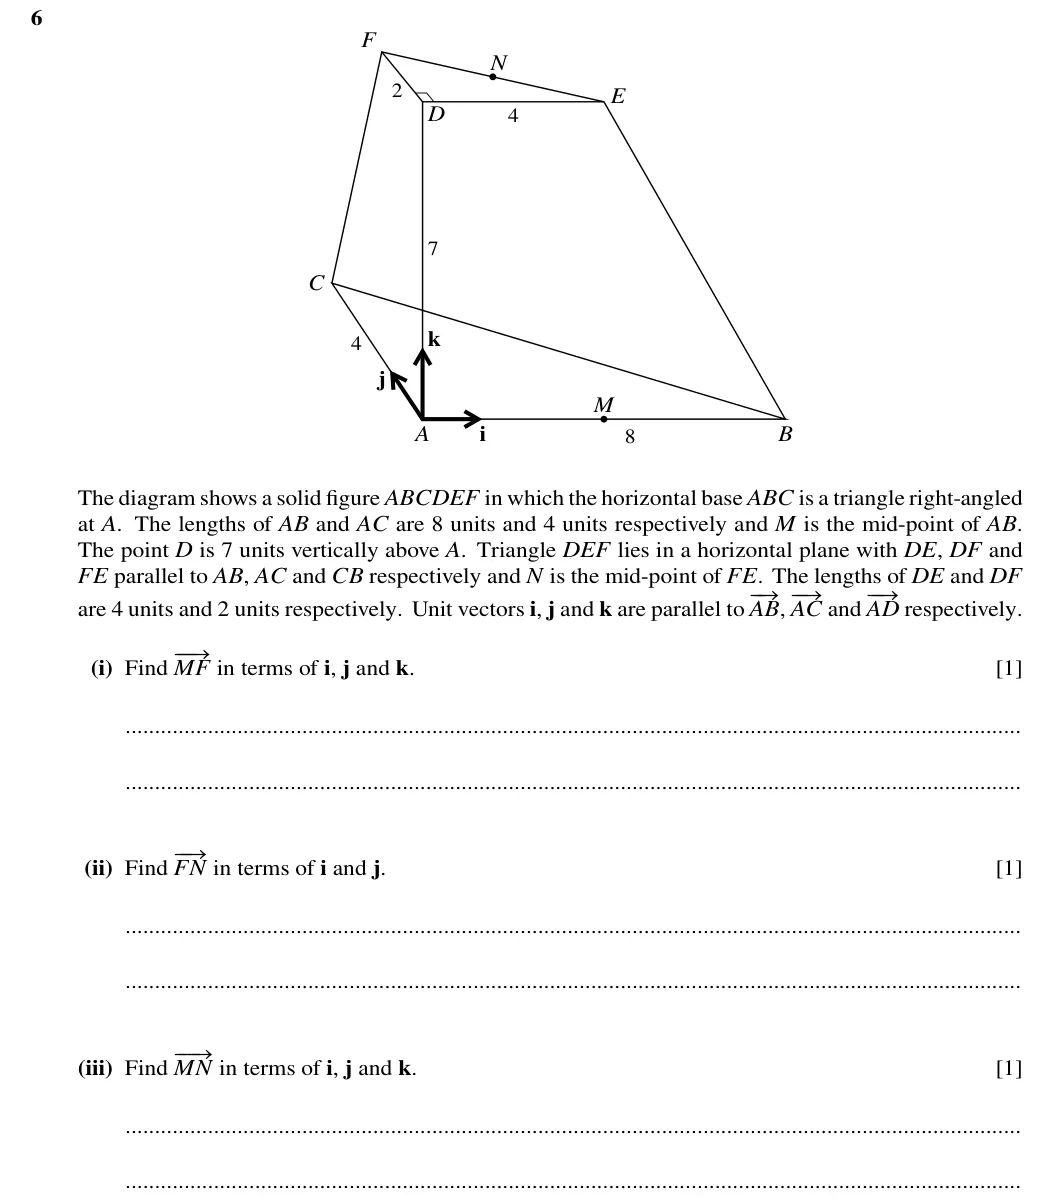 6
F
N
2
E
D
4
7
C
4
k
j
M
A
i
8
B
The diagram shows a solid figure ABCDEF in which the horizontal base ABC is a triangle right-angled
at A. The lengths of AB and AC are 8 units and 4 units respectively and M is the mid-point of AB.
The point D is 7 units vertically above A. Triangle DEF lies in a horizontal plane with DE, DF and
FE parallel to AB, AC and CB respectively and N is the mid-point of FE. The lengths of DE and DF
are 4 units and 2 units respectively. Unit vectors i, j and k are parallel to $\overrightarrow{AB}$, $\overrightarrow{AC}$ and $\overrightarrow{AD}$ respectively.
(i) Find $\overrightarrow{MF}$ in terms of i, j and k. [1]
(ii) Find $\overrightarrow{FN}$ in terms of i and j. [1]
(iii) Find $\overrightarrow{MN}$ in terms of i, j and k. [1]